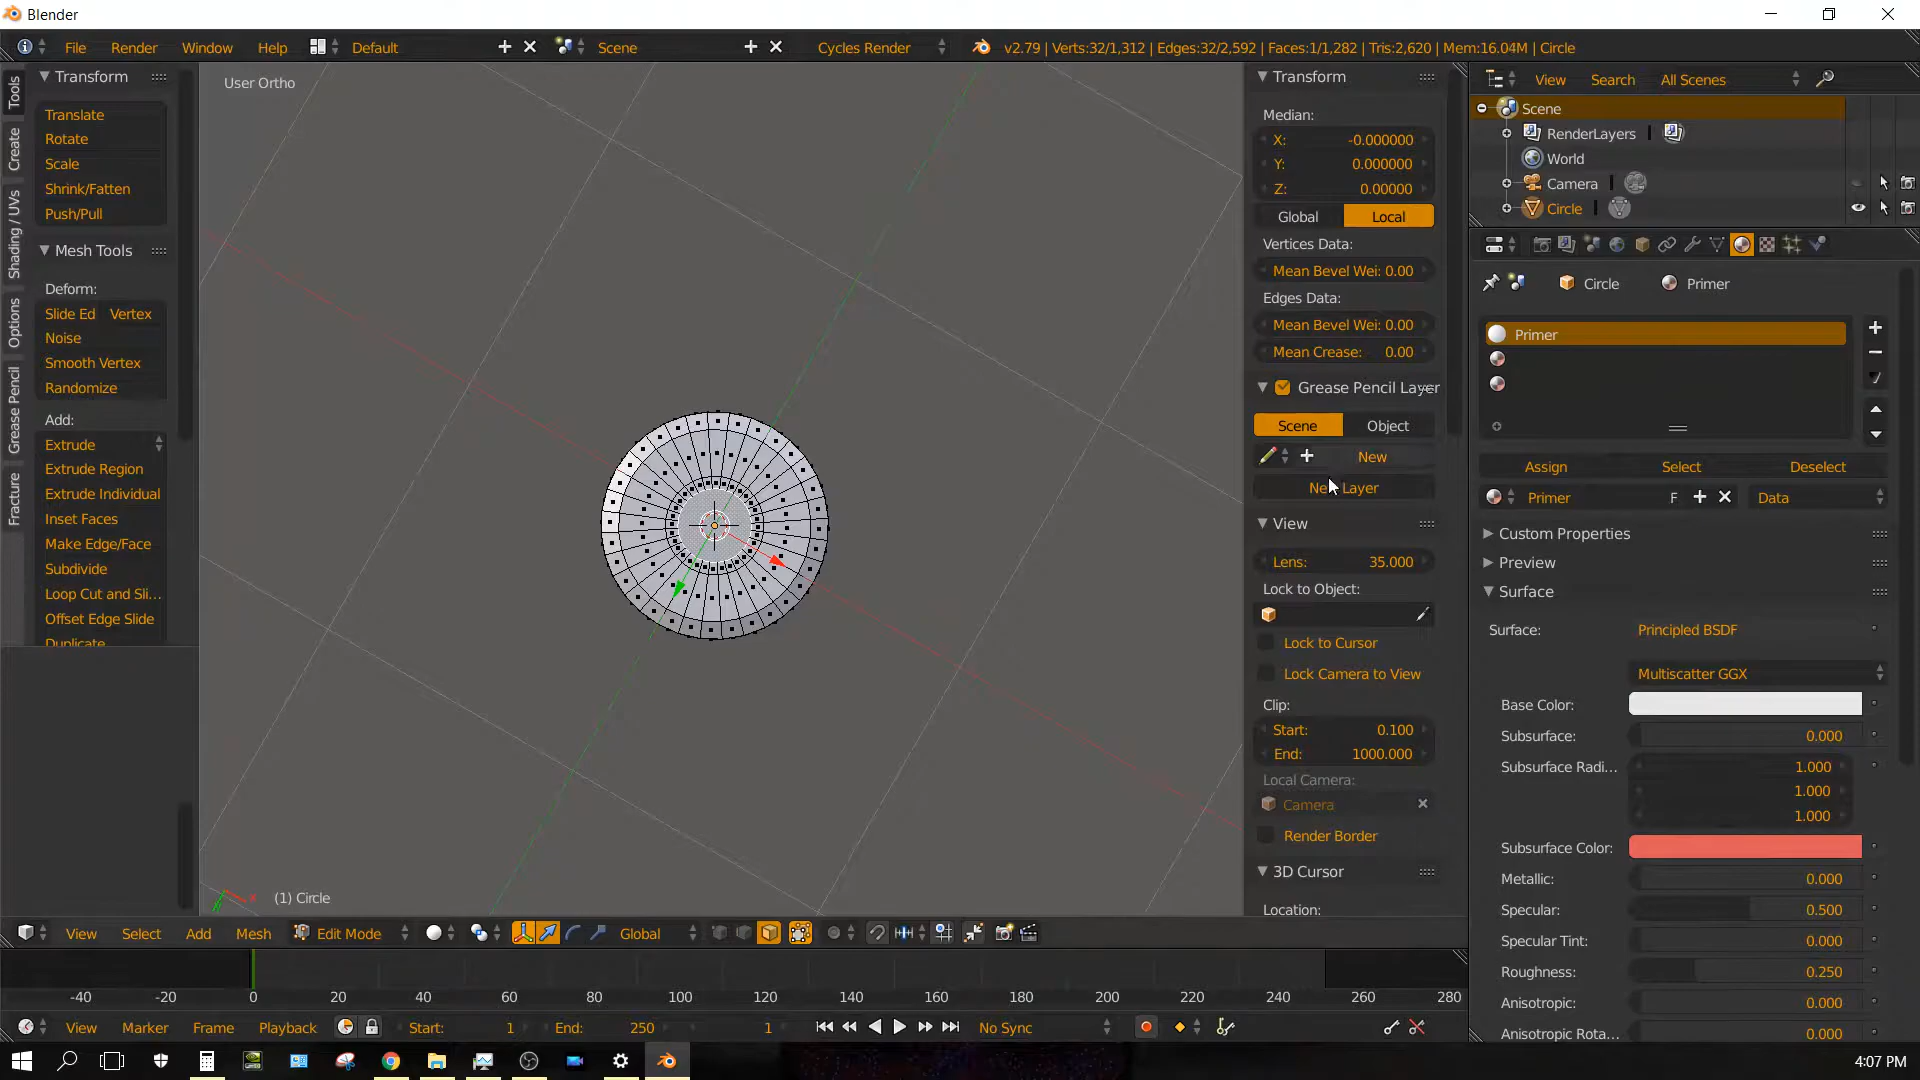 Blender
File Render Window Help Default Scene Cycles Render v2.79 | Verts:32/1,312 | Edges:32/2,592 | Faces:1/1,282 | Tris:2,620 | Mem:16.04M | Circle
Tools
Create
Shading / UVs
Options
Grease Pencil
Fracture
Transform
Translate
Rotate
Scale
Shrink/Fatten
Push/Pull
Mesh Tools
Deform:
Slide Ed Vertex
Noise
Smooth Vertex
Randomize
Add:
Extrude
Extrude Region
Extrude Individual
Inset Faces
Make Edge/Face
Subdivide
Loop Cut and Sli...
Offset Edge Slide
Duplicate
User Ortho
(1) Circle
Transform
Median:
X: -0.000000
Y: 0.000000
Z: 0.00000
Global Local
Vertices Data:
Mean Bevel Wei: 0.00
Edges Data:
Mean Bevel Wei: 0.00
Mean Crease: 0.00
Grease Pencil Layer
Scene Object
New
Layer
View
Lens: 35.000
Lock to Object:
Lock to Cursor
Lock Camera to View
Clip:
Start: 0.100
End: 1000.000
Local Camera:
Camera
Render Border
3D Cursor
Location:
View Search All Scenes
Scene
RenderLayers
World
Camera
Circle
Circle Primer
Primer
Assign Select Deselect
Primer F Data
Custom Properties
Preview
Surface
Surface: Principled BSDF
Multiscatter GGX
Base Color:
Subsurface: 0.000
Subsurface Radi... 1.000
1.000
1.000
Subsurface Color:
Metallic: 0.000
Specular: 0.500
Specular Tint: 0.000
Roughness: 0.250
Anisotropic: 0.000
Anisotropic Rota... 0.000
View Select Add Mesh Edit Mode Global
-40 -20 0 20 40 60 80 100 120 140 160 180 200 220 240 260 280
View Marker Frame Playback Start: 1 End: 250 1 No Sync
4:07 PM